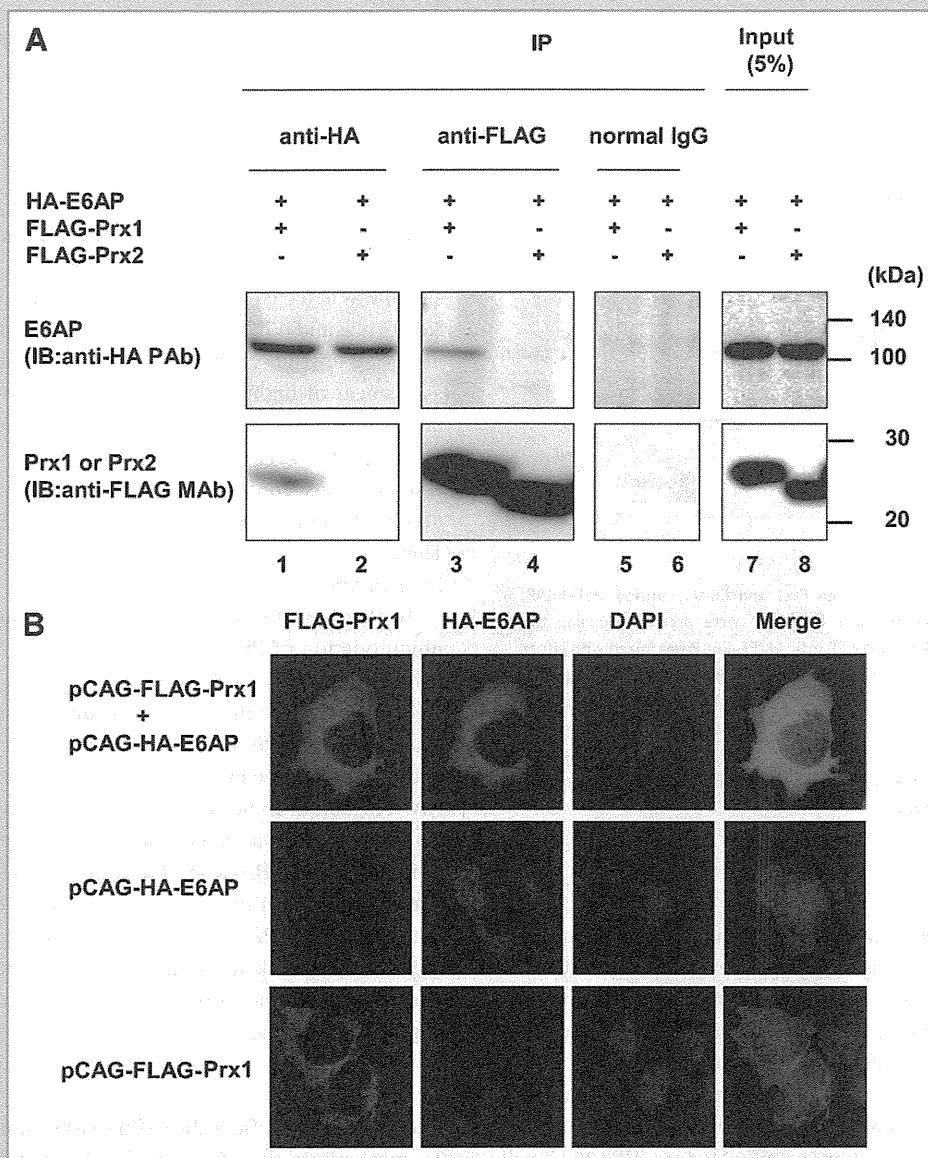 A
IP
Input
(5%)
anti-HA
anti-FLAG
normal IgG
HA-E6AP + + + + + + + +
FLAG-Prx1 + - + - + - + -
FLAG-Prx2 - + - + - + - +
(kDa)
E6AP
(IB:anti-HA PAb)
140
100
Prx1 or Prx2
(IB:anti-FLAG MAb)
30
20
1 2 3 4 5 6 7 8
B
FLAG-Prx1 HA-E6AP DAPI Merge
pCAG-FLAG-Prx1
+
pCAG-HA-E6AP
pCAG-HA-E6AP
pCAG-FLAG-Prx1